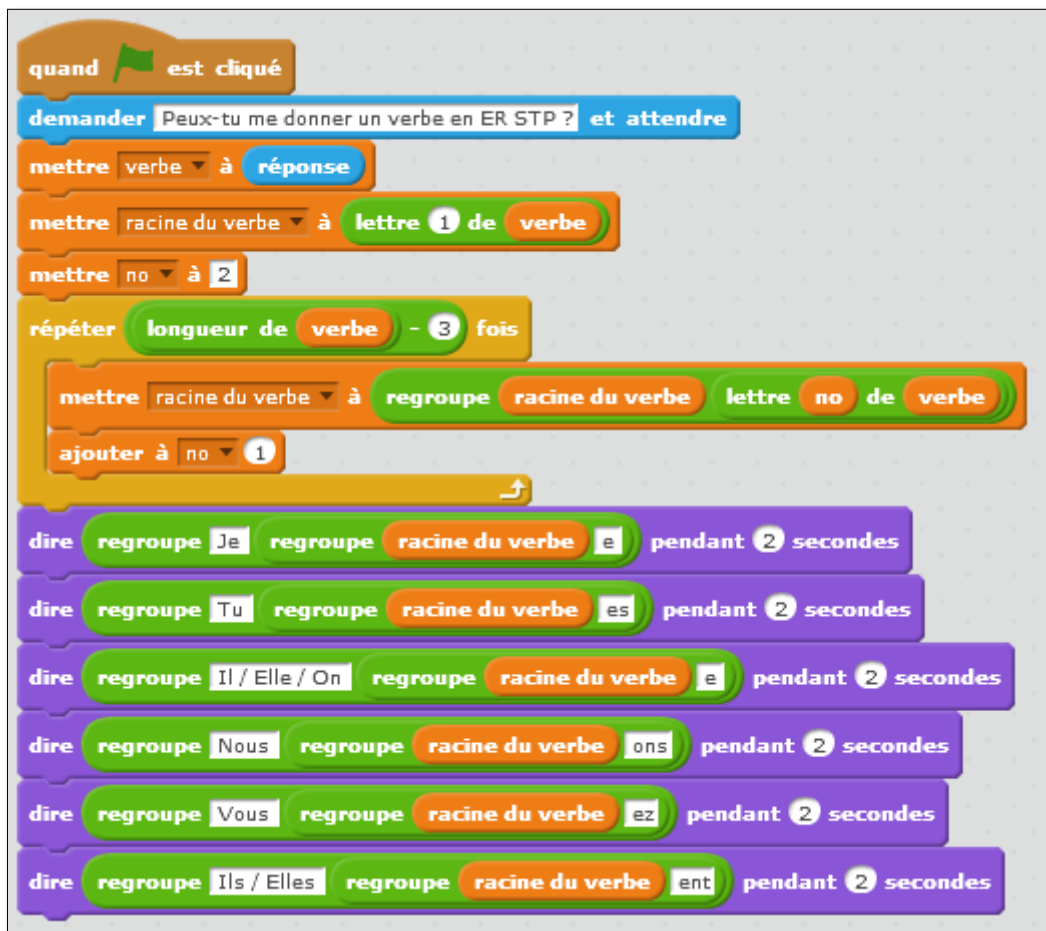 quand est cliqué
demander Peux-tu me donner un verbe en ER STP ? et attendre
mettre verbe à réponse
mettre racine du verbe à lettre 1 de verbe
mettre no à 2
répéter longueur de verbe - 3 fois
mettre racine du verbe à regroupe racine du verbe lettre no de verbe
ajouter à no 1
dire regroupe Je regroupe racine du verbe e pendant 2 secondes
dire regroupe Tu regroupe racine du verbe es pendant 2 secondes
dire regroupe Il / Elle / On regroupe racine du verbe e pendant 2 secondes
dire regroupe Nous regroupe racine du verbe ons pendant 2 secondes
dire regroupe Vous regroupe racine du verbe ez pendant 2 secondes
dire regroupe Ils / Elles regroupe racine du verbe ent pendant 2 secondes